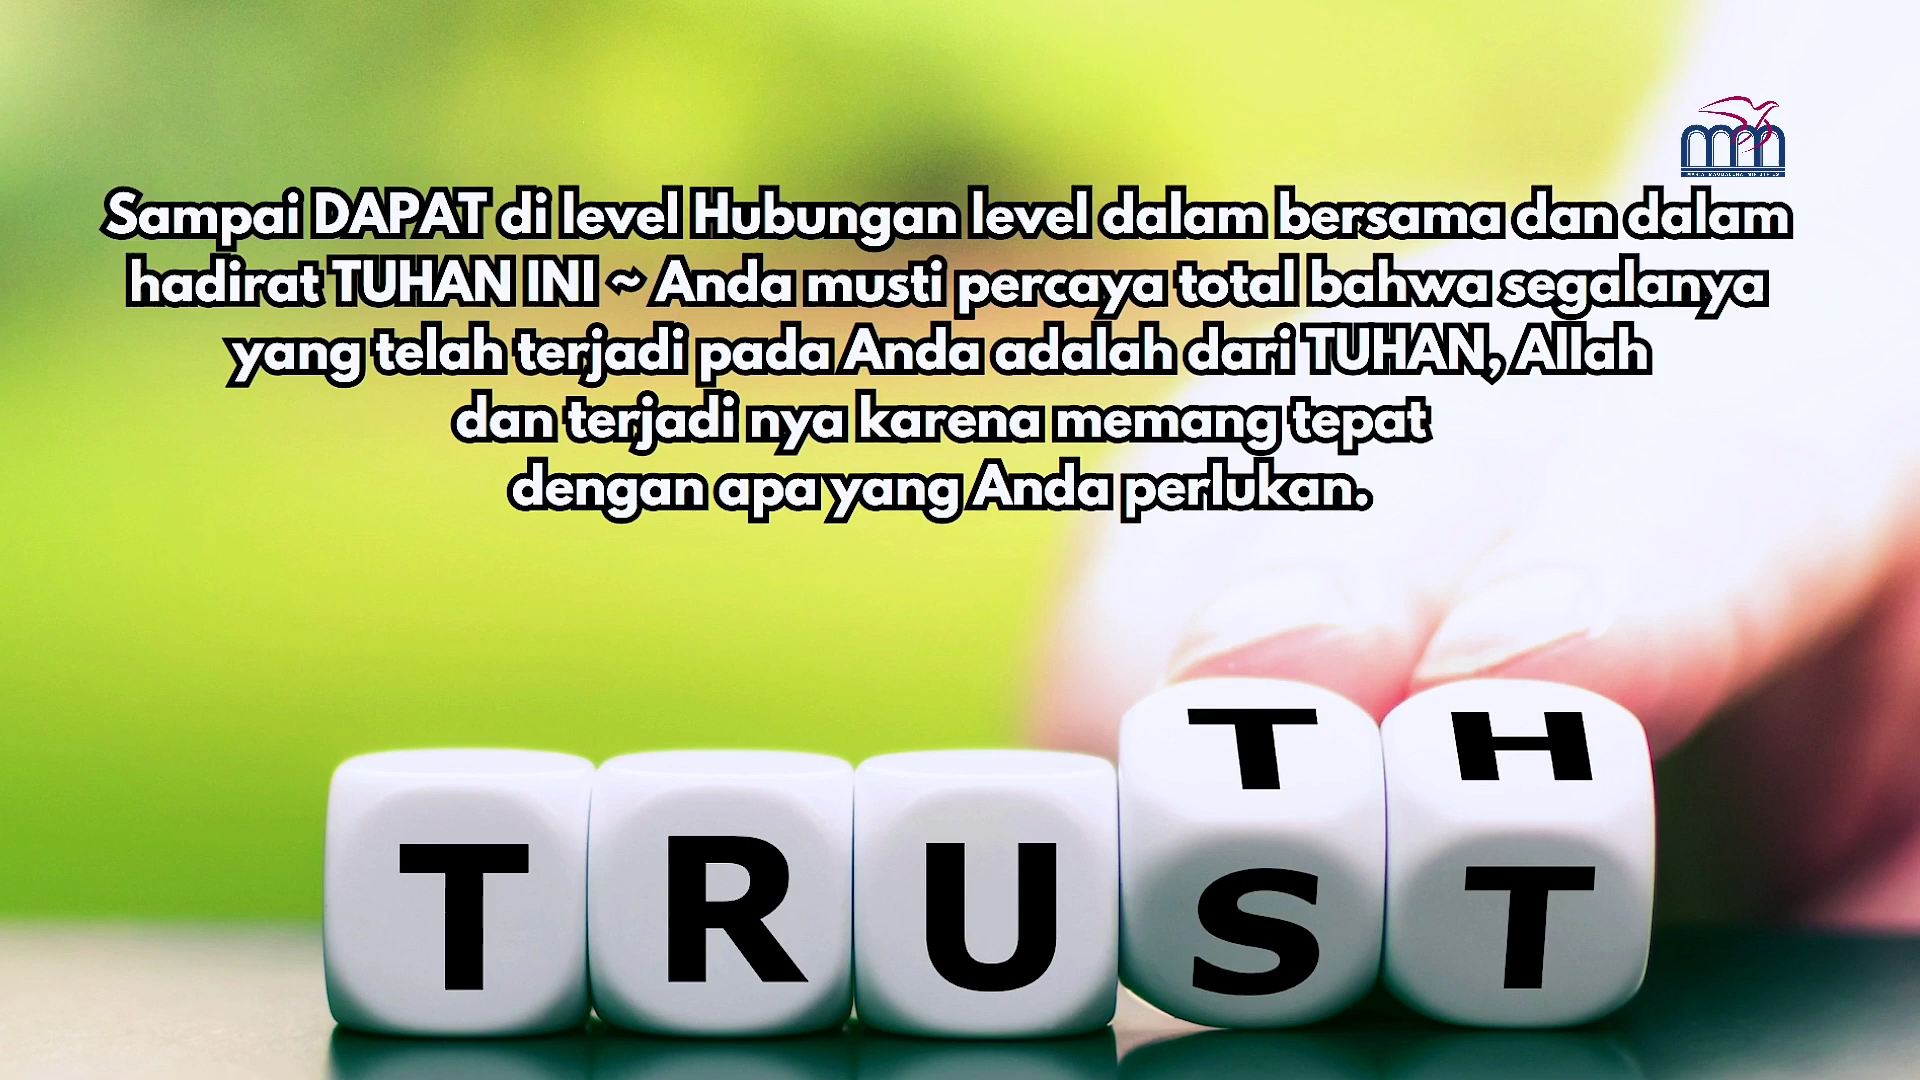 Sampai DAPAT di level Hubungan level dalam bersama dan dalam
hadirat TUHAN INI ~ Anda musti percaya total bahwa segalanya
yang telah terjadi pada Anda adalah dari TUHAN, Allah
dan terjadi nya karena memang tepat
dengan apa yang Anda perlukan.
T H
T R U S T